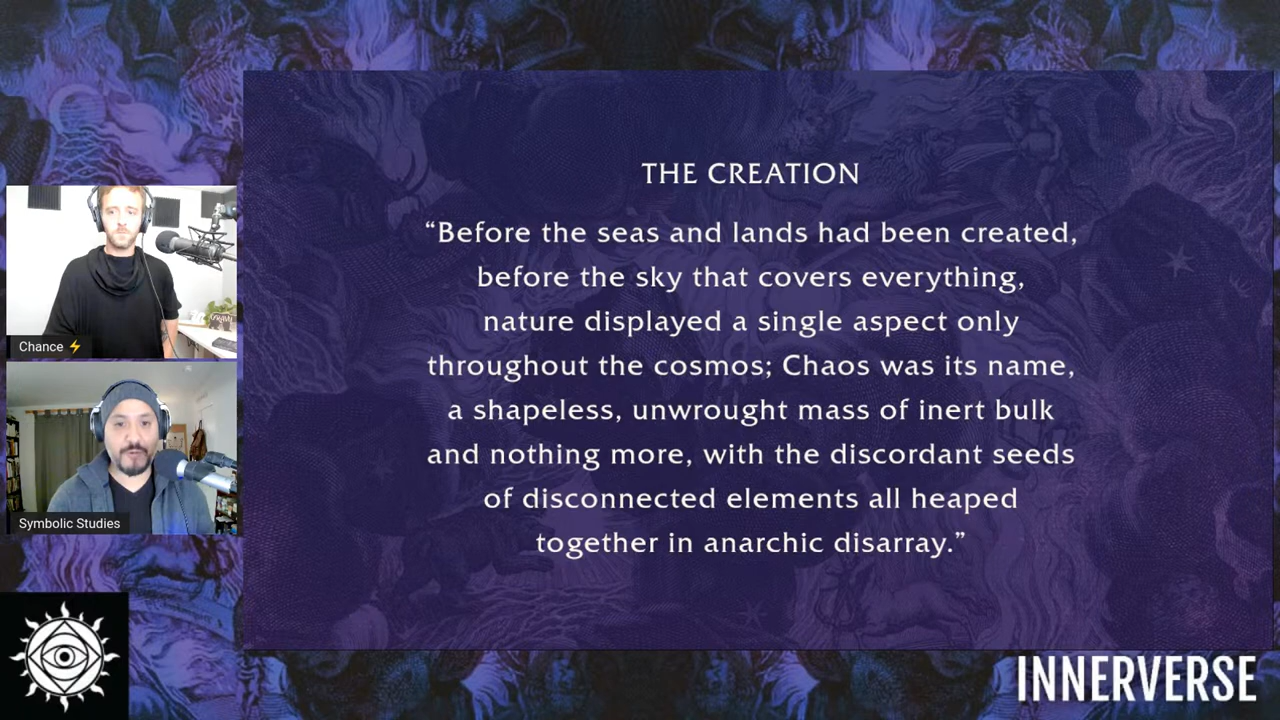 THE CREATION
“Before the seas and lands had been created,
before the sky that covers everything,
nature displayed a single aspect only
throughout the cosmos; Chaos was its name,
a shapeless, unwrought mass of inert bulk
and nothing more, with the discordant seeds
of disconnected elements all heaped
together in anarchic disarray.”
Chance ⚡
Symbolic Studies
INNERVERSE